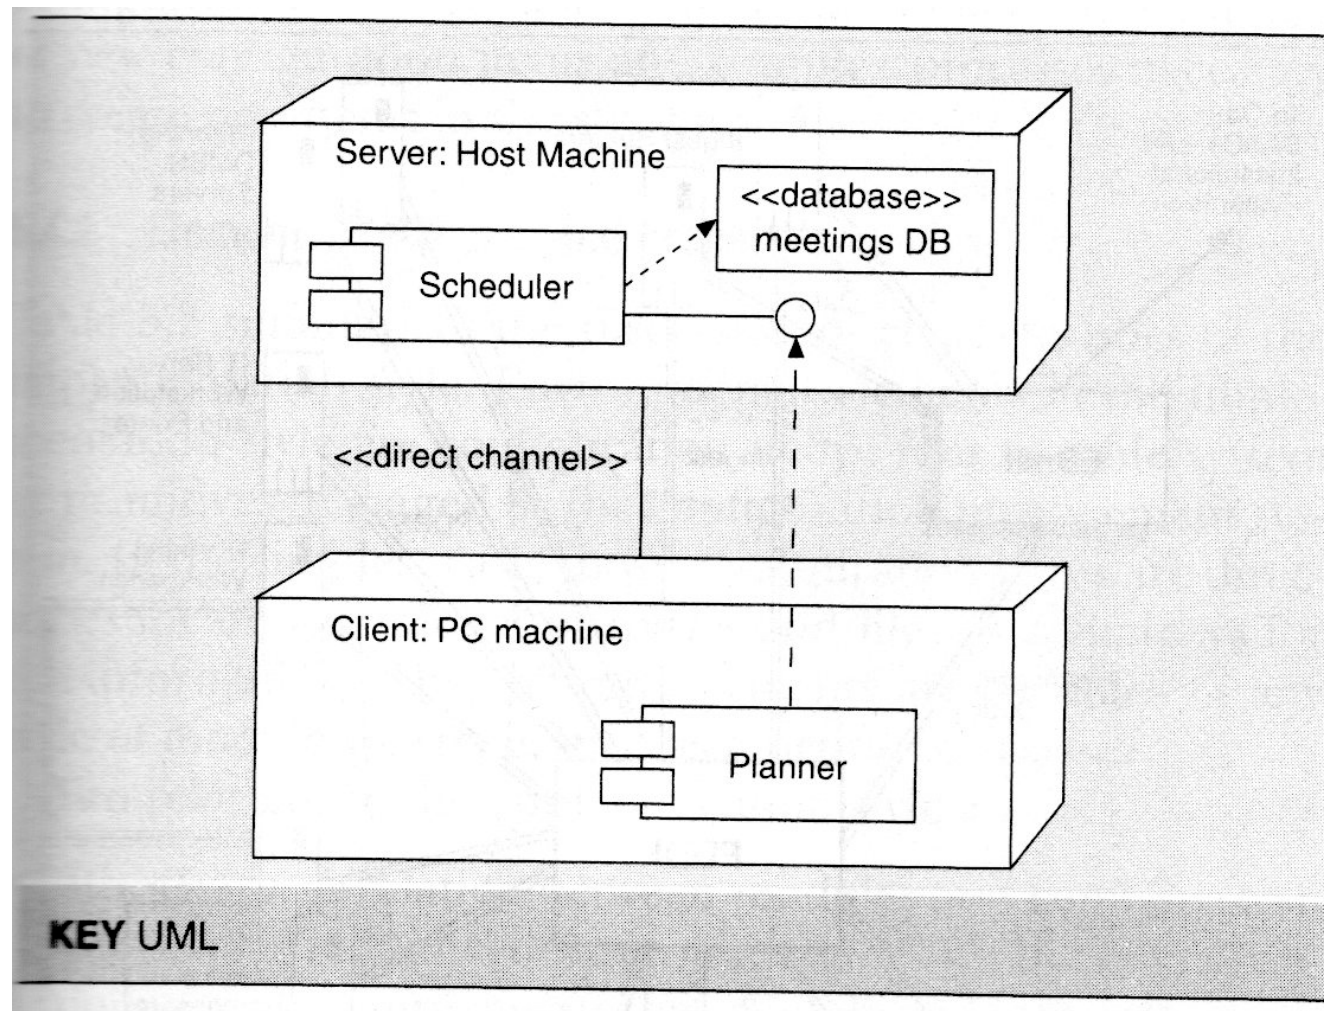 Server: Host Machine
<<database>>
meetings DB
Scheduler
<<direct channel>>
Client: PC machine
Planner
KEY UML